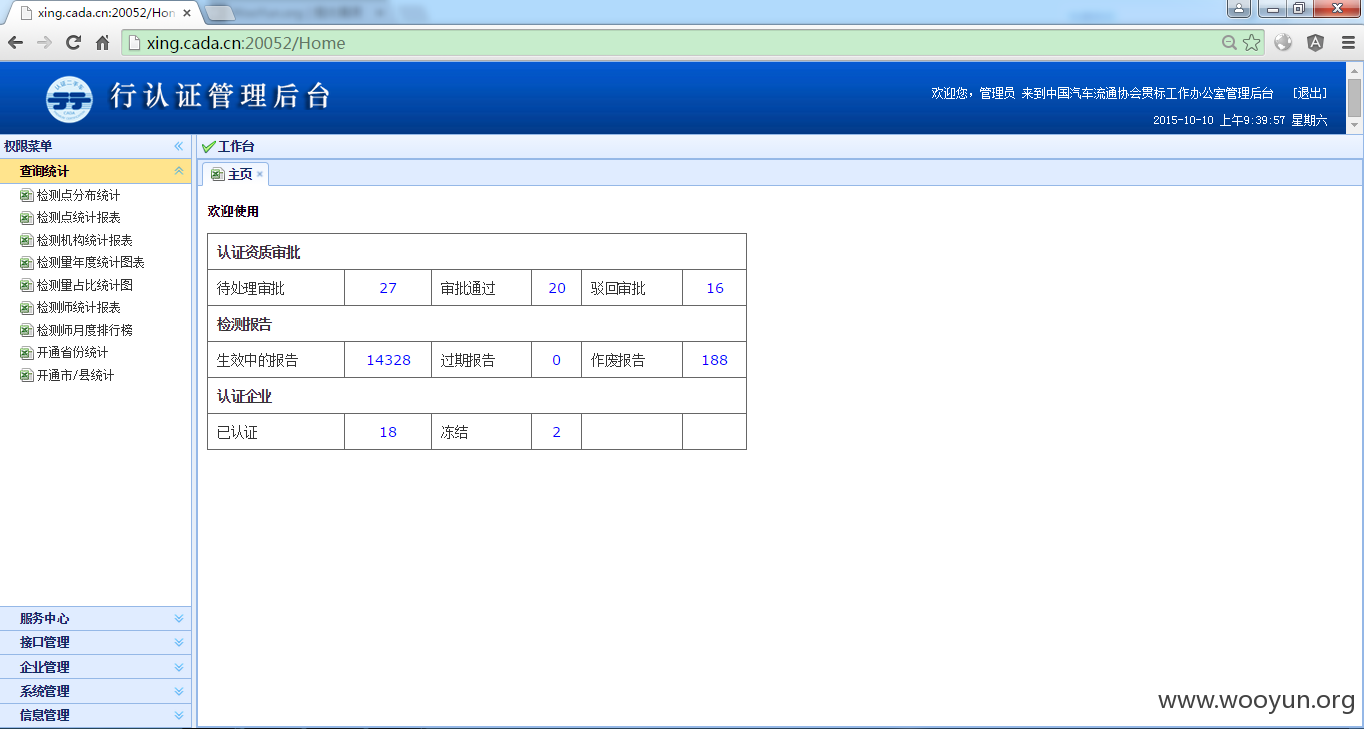 xing.cada.cn:20052/Hon
xing.cada.cn:20052/Home
行认证管理后台
欢迎您，管理员 来到中国汽车流通协会贯标工作办公室管理后台 [退出]
2015-10-10 上午9:39:57 星期六
权限菜单
工作台
查询统计
主页
检测点分布统计
检测点统计报表
检测机构统计报表
检测量年度统计图表
检测量占比统计图
检测师统计报表
检测师月度排行榜
开通省份统计
开通市/县统计
欢迎使用
认证资质审批
待处理审批 27 审批通过 20 驳回审批 16
检测报告
生效中的报告 14328 过期报告 0 作废报告 188
认证企业
已认证 18 冻结 2
服务中心
接口管理
企业管理
系统管理
信息管理
www.wooyun.org